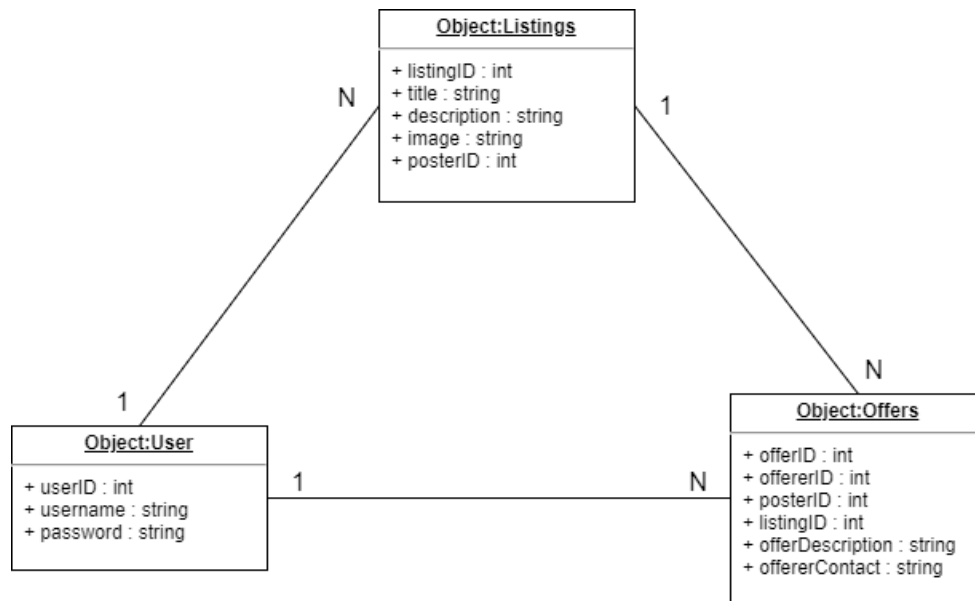 Object:Listings
+ listingID : int
+ title : string
+ description : string
+ image : string
+ posterID : int
N
1
1
N
Object:User
+ userID : int
+ username : string
+ password : string
1
N
Object:Offers
+ offerID : int
+ offererID : int
+ posterID : int
+ listingID : int
+ offerDescription : string
+ offererContact : string